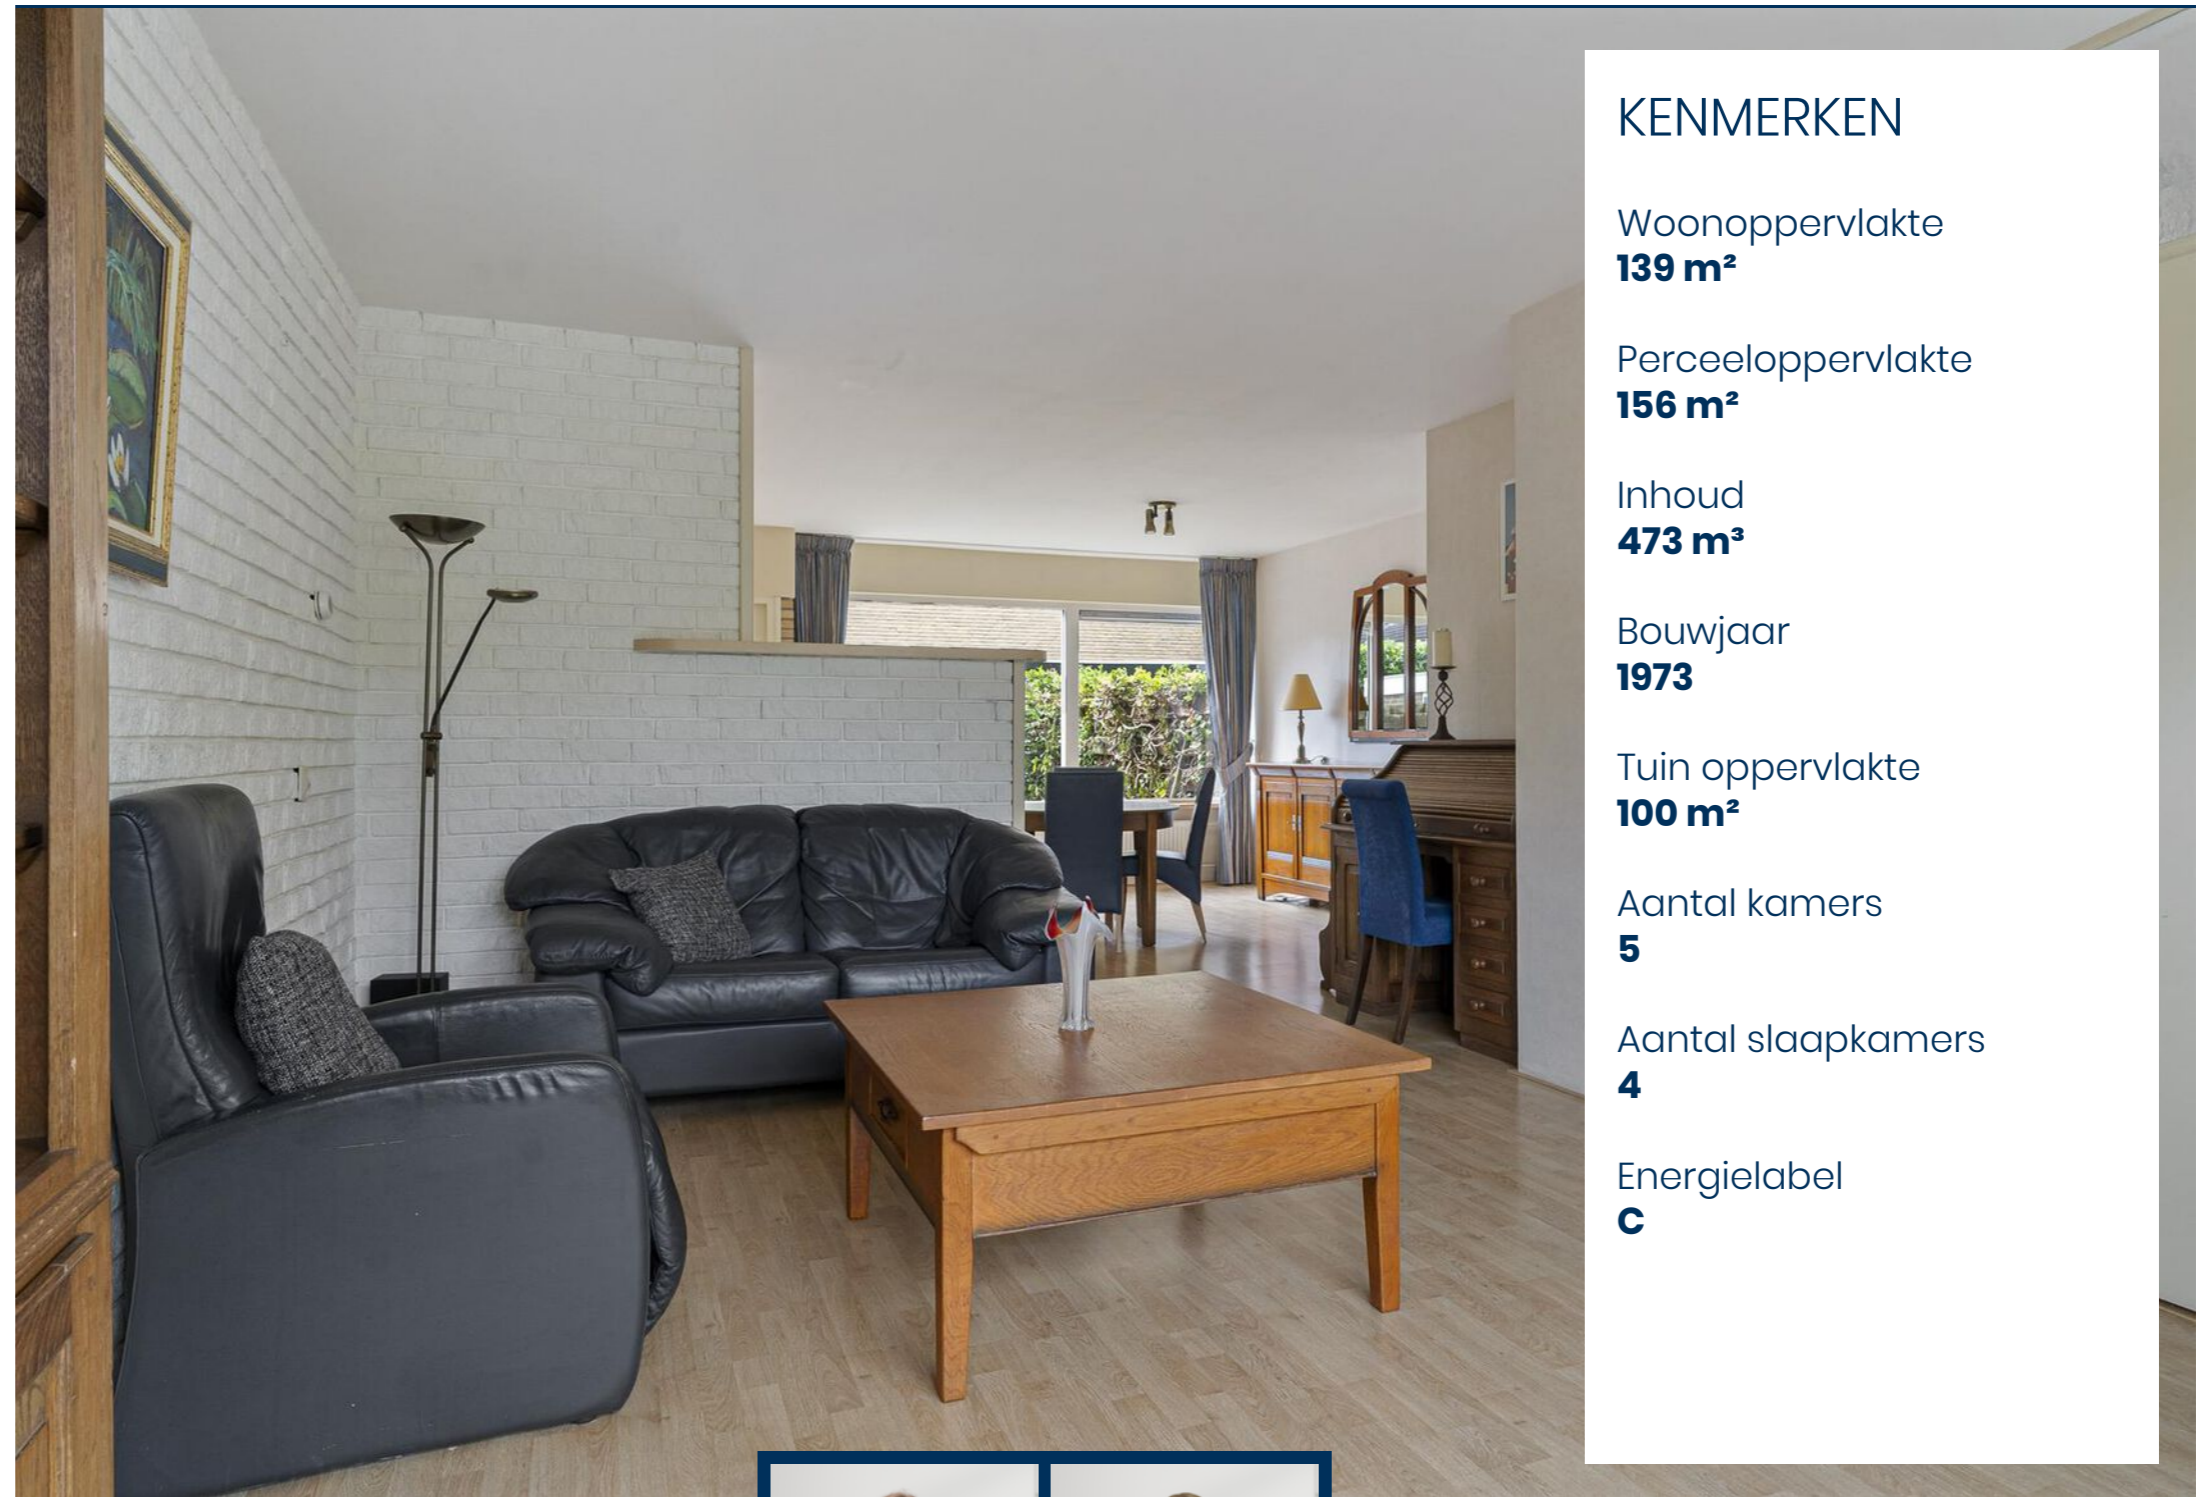 KENMERKEN
Woonoppervlakte
139 m²
Perceeloppervlakte
156 m²
Inhoud
473 m³
Bouwjaar
1973
Tuin oppervlakte
100 m²
Aantal kamers
5
Aantal slaapkamers
4
Energielabel
C